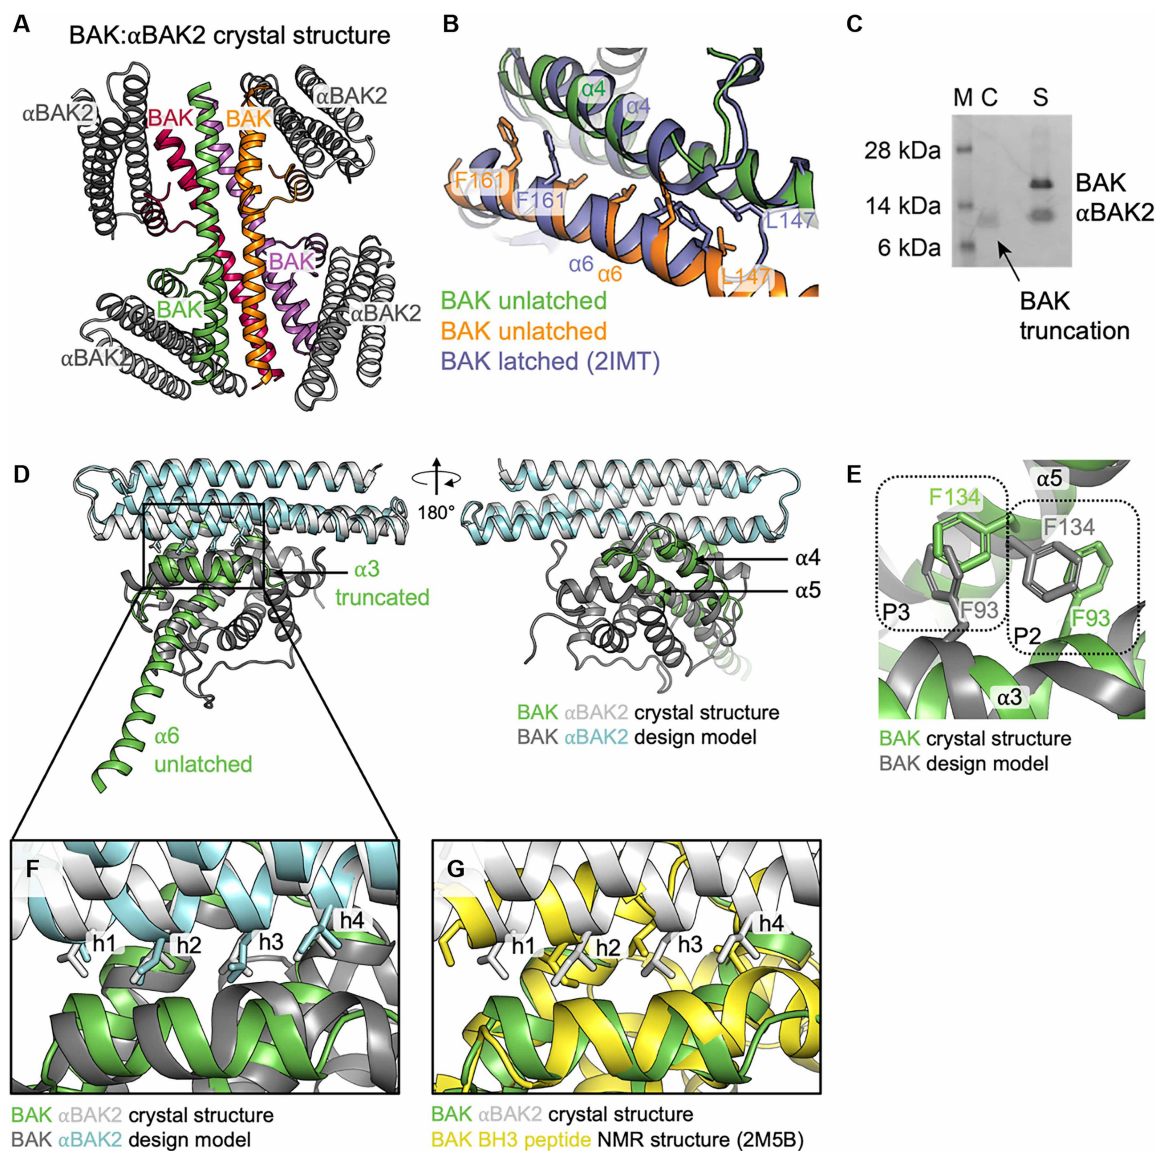 A
BAK:αBAK2 crystal structure
αBAK2
BAK
BAK
αBAK2
BAK
BAK
αBAK2
αBAK2
B
α4
α4
F161
F161
L147
α6
α6
L147
BAK unlatched
BAK unlatched
BAK latched (2IMT)
C
M C S
28 kDa
BAK
14 kDa
αBAK2
6 kDa
BAK
truncation
D
180°
α3
truncated
α4
α5
α6
unlatched
BAK αBAK2 crystal structure
BAK αBAK2 design model
E
α5
F134
F134
P3
F93
P2
F93
α3
BAK crystal structure
BAK design model
F
h1
h2
h3
h4
BAK αBAK2 crystal structure
BAK αBAK2 design model
G
h1
h2
h3
h4
BAK αBAK2 crystal structure
BAK BH3 peptide NMR structure (2M5B)